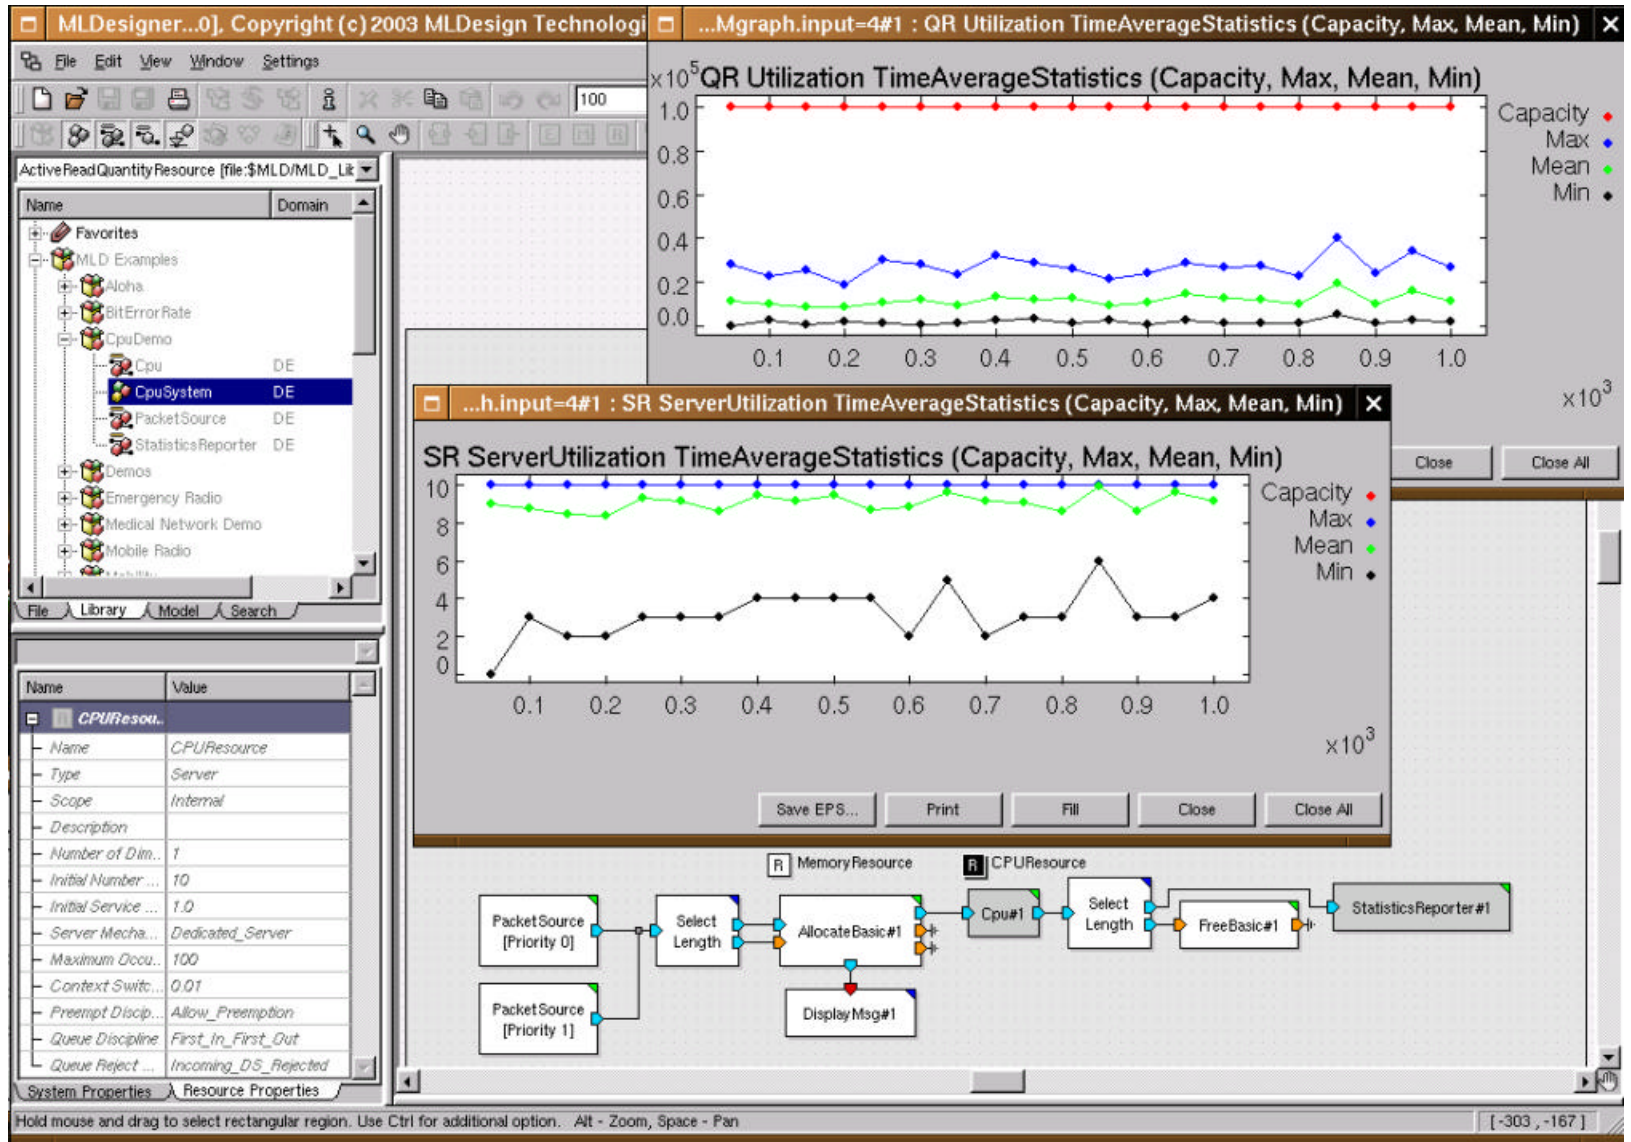 MLDesigner...0], Copyright (c) 2003 MLDesign Technologi
...Mgraph.input=4#1 : QR Utilization TimeAverageStatistics (Capacity, Max, Mean, Min)
File Edit View Window Settings
100
x10^5 QR Utilization TimeAverageStatistics (Capacity, Max, Mean, Min)
1.0
0.8
0.6
0.4
0.2
0.0
Capacity
Max
Mean
Min
0.1 0.2 0.3 0.4 0.5 0.6 0.7 0.8 0.9 1.0
x10^3
Close Close All
ActiveReadQuantityResource [file:$MLD/MLD_Lik
Name Domain
Favorites
MLD Examples
Aloha
BitErrorRate
CpuDemo
Cpu DE
CpuSystem DE
PacketSource DE
StatisticsReporter DE
Demos
Emergency Radio
Medical Network Demo
Mobile Radio
File Library Model Search
...h.input=4#1 : SR ServerUtilization TimeAverageStatistics (Capacity, Max, Mean, Min)
SR ServerUtilization TimeAverageStatistics (Capacity, Max, Mean, Min)
10
8
6
4
2
0
Capacity
Max
Mean
Min
0.1 0.2 0.3 0.4 0.5 0.6 0.7 0.8 0.9 1.0
x10^3
Save EPS... Print Fill Close Close All
Name Value
R CPUResou..
Name CPUResource
Type Server
Scope Internal
Description
Number of Dim.. 1
Initial Number ... 10
Initial Service ... 1.0
Server Mecha... Dedicated_Server
Maximum Occu.. 100
Context Switc.. 0.01
Preempt Discip.. Allow_Preemption
Queue Discipline First_In_First_Out
Queue Reject ... Incoming_DS_Rejected
System Properties Resource Properties
R MemoryResource
R CPUResource
PacketSource
[Priority 0]
Select
Length
AllocateBasic#1
Cpu#1
Select
Length
FreeBasic#1
StatisticsReporter#1
PacketSource
[Priority 1]
DisplayMsg#1
Hold mouse and drag to select rectangular region. Use Ctrl for additional option. Alt - Zoom, Space - Pan
[-303 , -167 ]